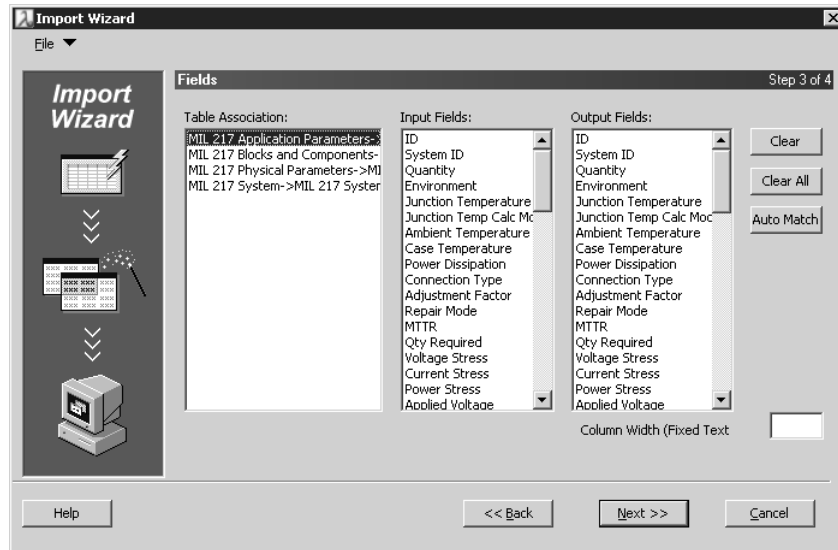 Import Wizard
File
Import
Wizard
Fields
Step 3 of 4
Table Association:
MIL 217 Application Parameters->
MIL 217 Blocks and Components-
MIL 217 Physical Parameters->MI
MIL 217 System->MIL 217 System
Input Fields:
ID
System ID
Quantity
Environment
Junction Temperature
Junction Temp Calc Mo
Ambient Temperature
Case Temperature
Power Dissipation
Connection Type
Adjustment Factor
Repair Mode
MTTR
Qty Required
Voltage Stress
Current Stress
Power Stress
Applied Voltage
Output Fields:
ID
System ID
Quantity
Environment
Junction Temperature
Junction Temp Calc Moc
Ambient Temperature
Case Temperature
Power Dissipation
Connection Type
Adjustment Factor
Repair Mode
MTTR
Qty Required
Voltage Stress
Current Stress
Power Stress
Applied Voltage
Clear
Clear All
Auto Match
Column Width (Fixed Text
Help
<< Back
Next >>
Cancel